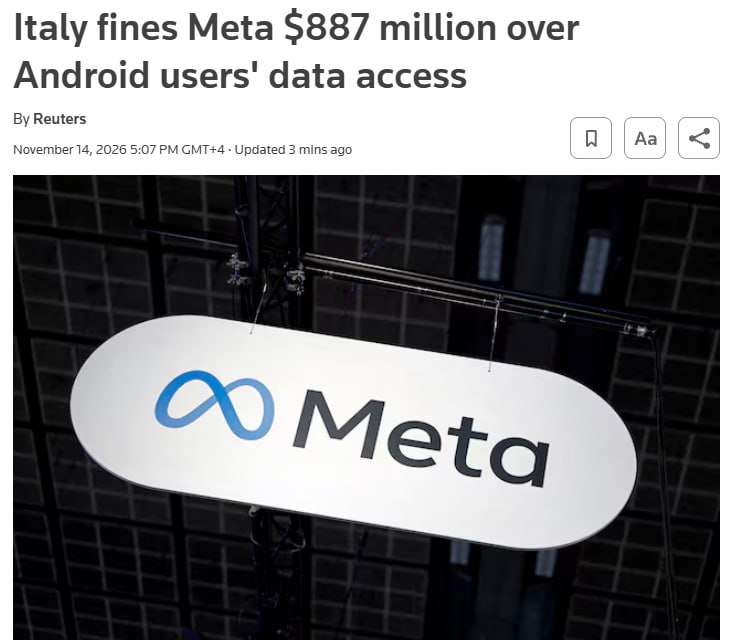 Italy fines Meta $887 million over
Android users' data access
By Reuters
November 14, 2026 5:07 PM GMT+4 · Updated 3 mins ago
Aa
Meta